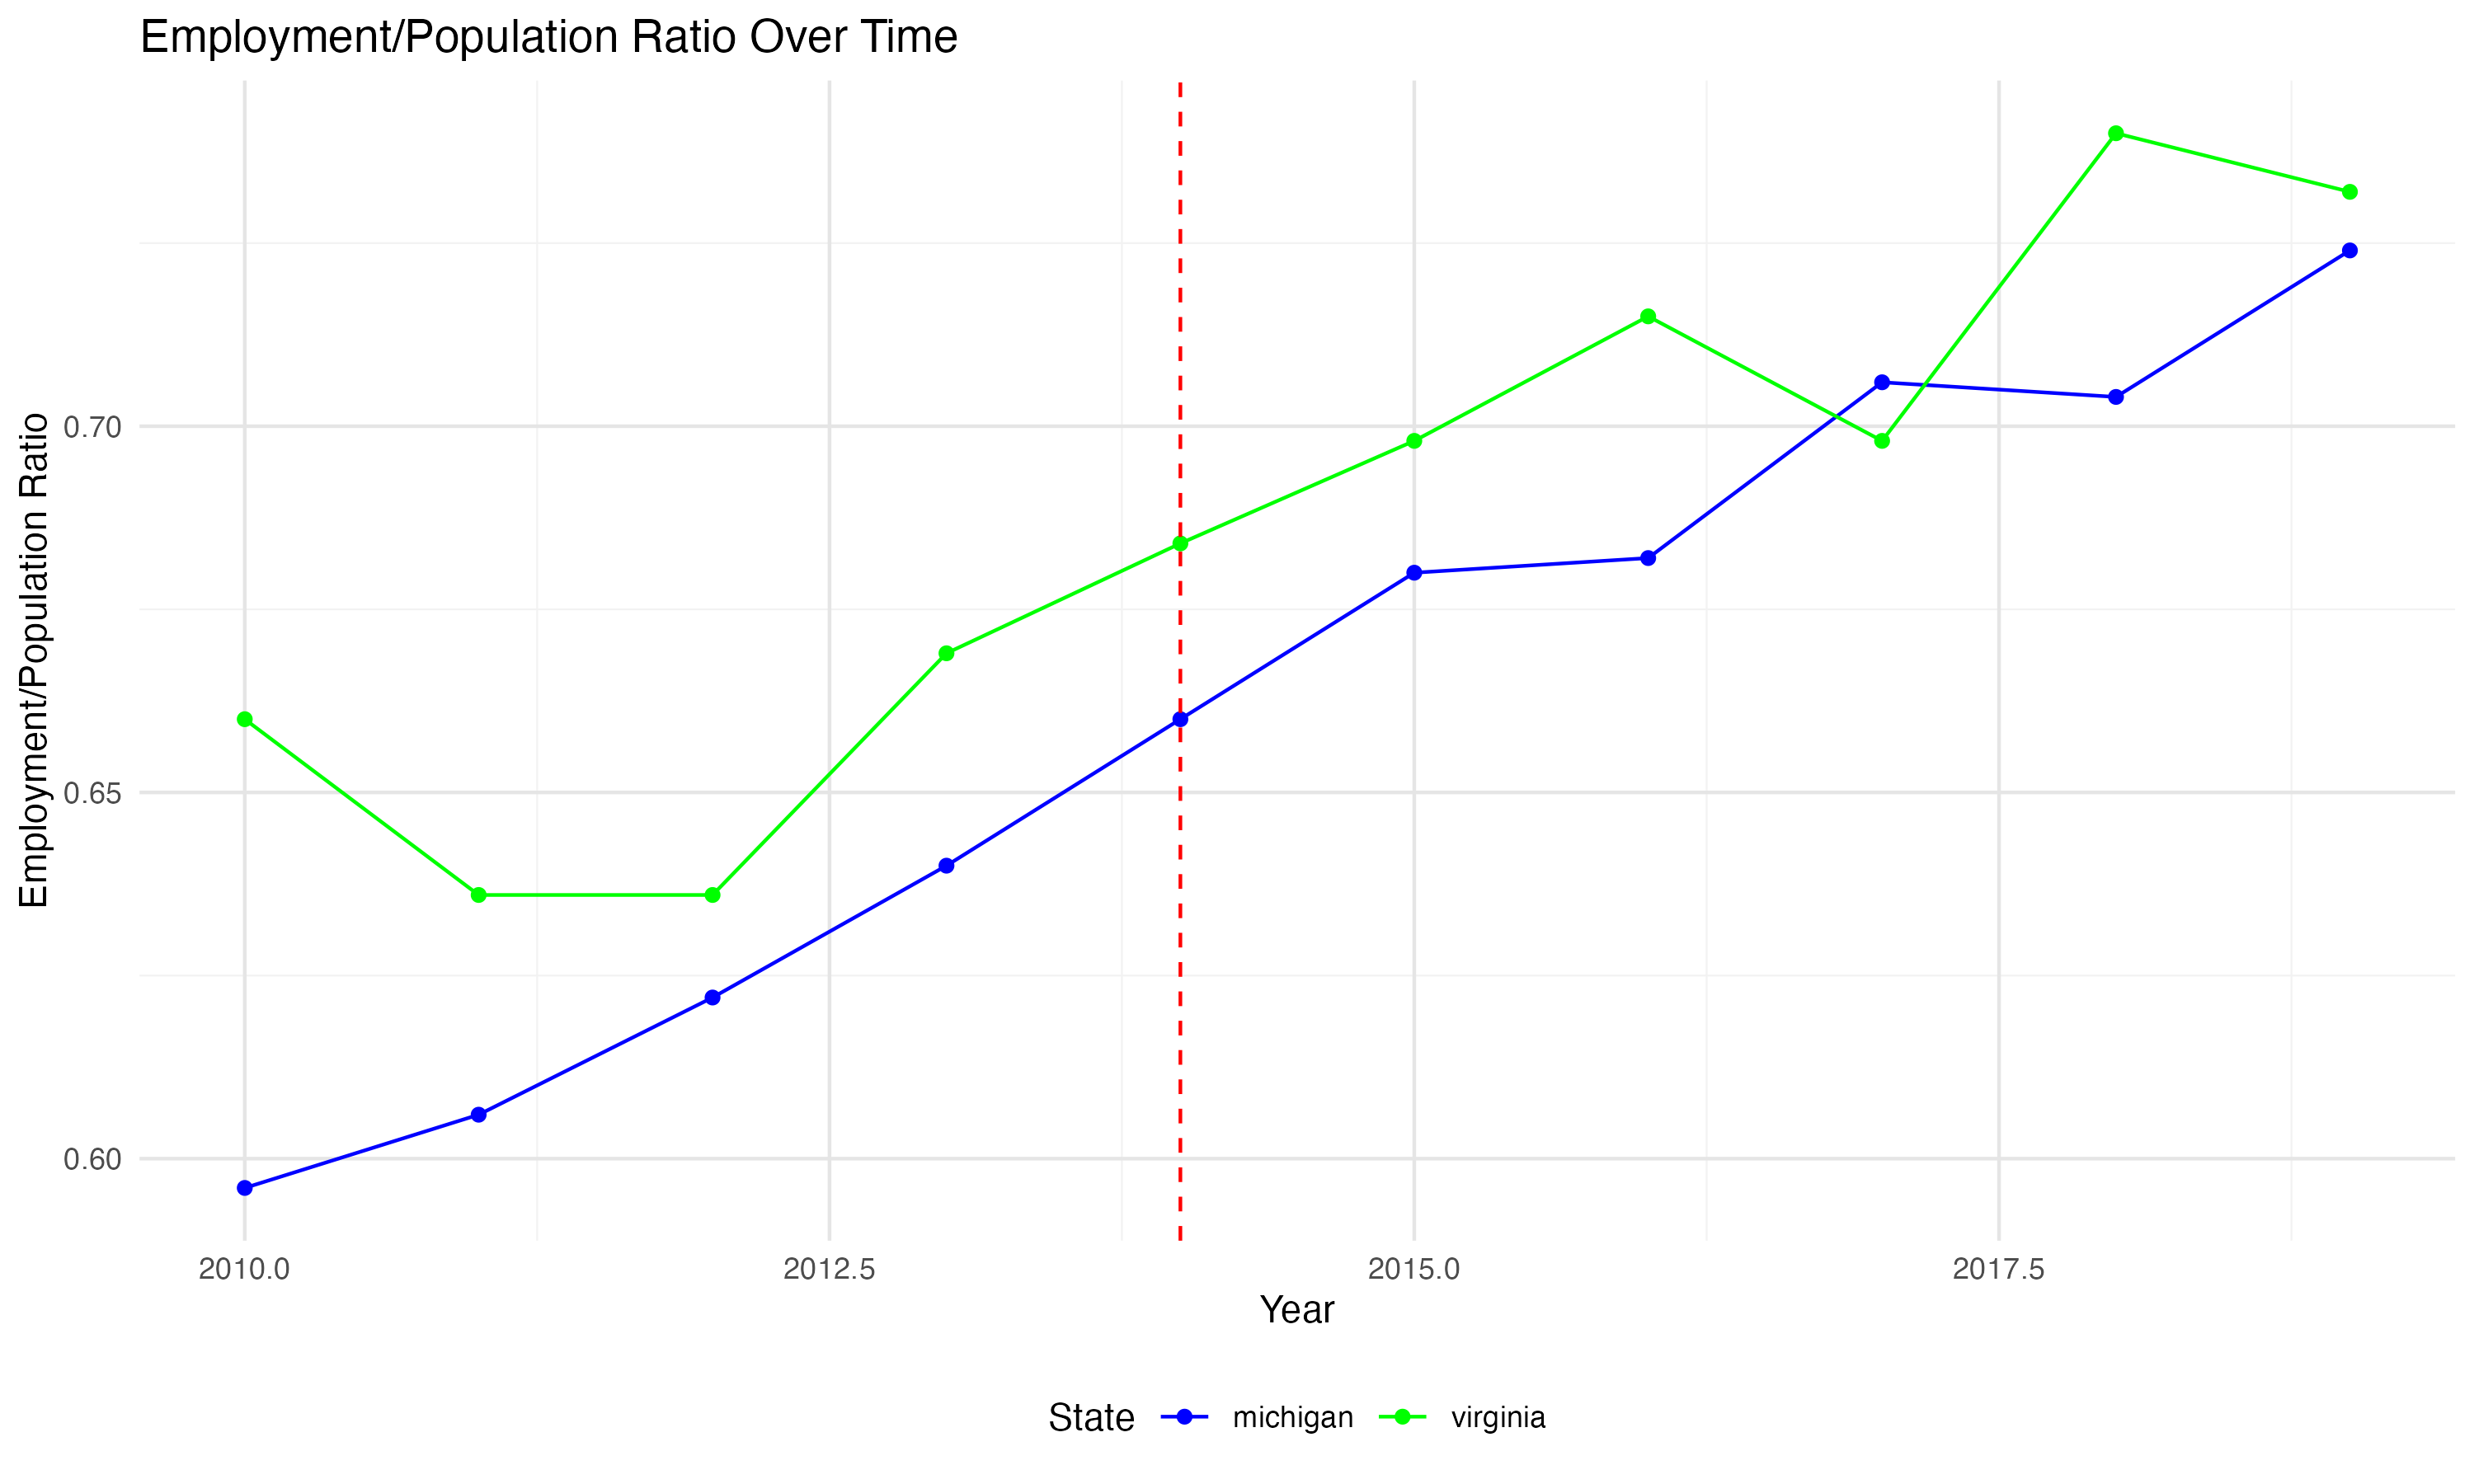 Employment/Population Ratio Over Time
Employment/Population Ratio
0.70
0.65
0.60
2010.0 2012.5 2015.0 2017.5
Year
State michigan virginia